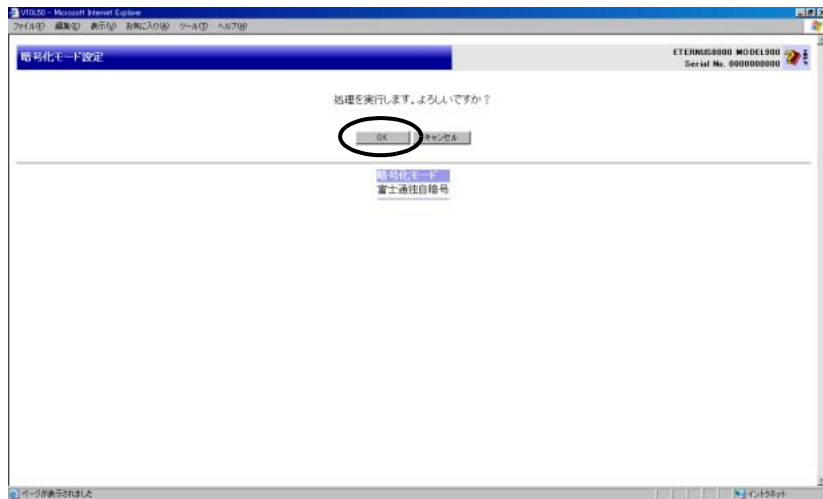 V10L50 - Microsoft Internet Explorer
ファイル(F) 編集(E) 表示(V) お気に入り(A) ツール(T) ヘルプ(H)
暗号化モード設定
ETERNUS8000 MODEL900
Serial No. 0000000000
処理を実行します。よろしいですか？
OK キャンセル
暗号化モード
富士通独自暗号
ページが表示されました
イントラネット